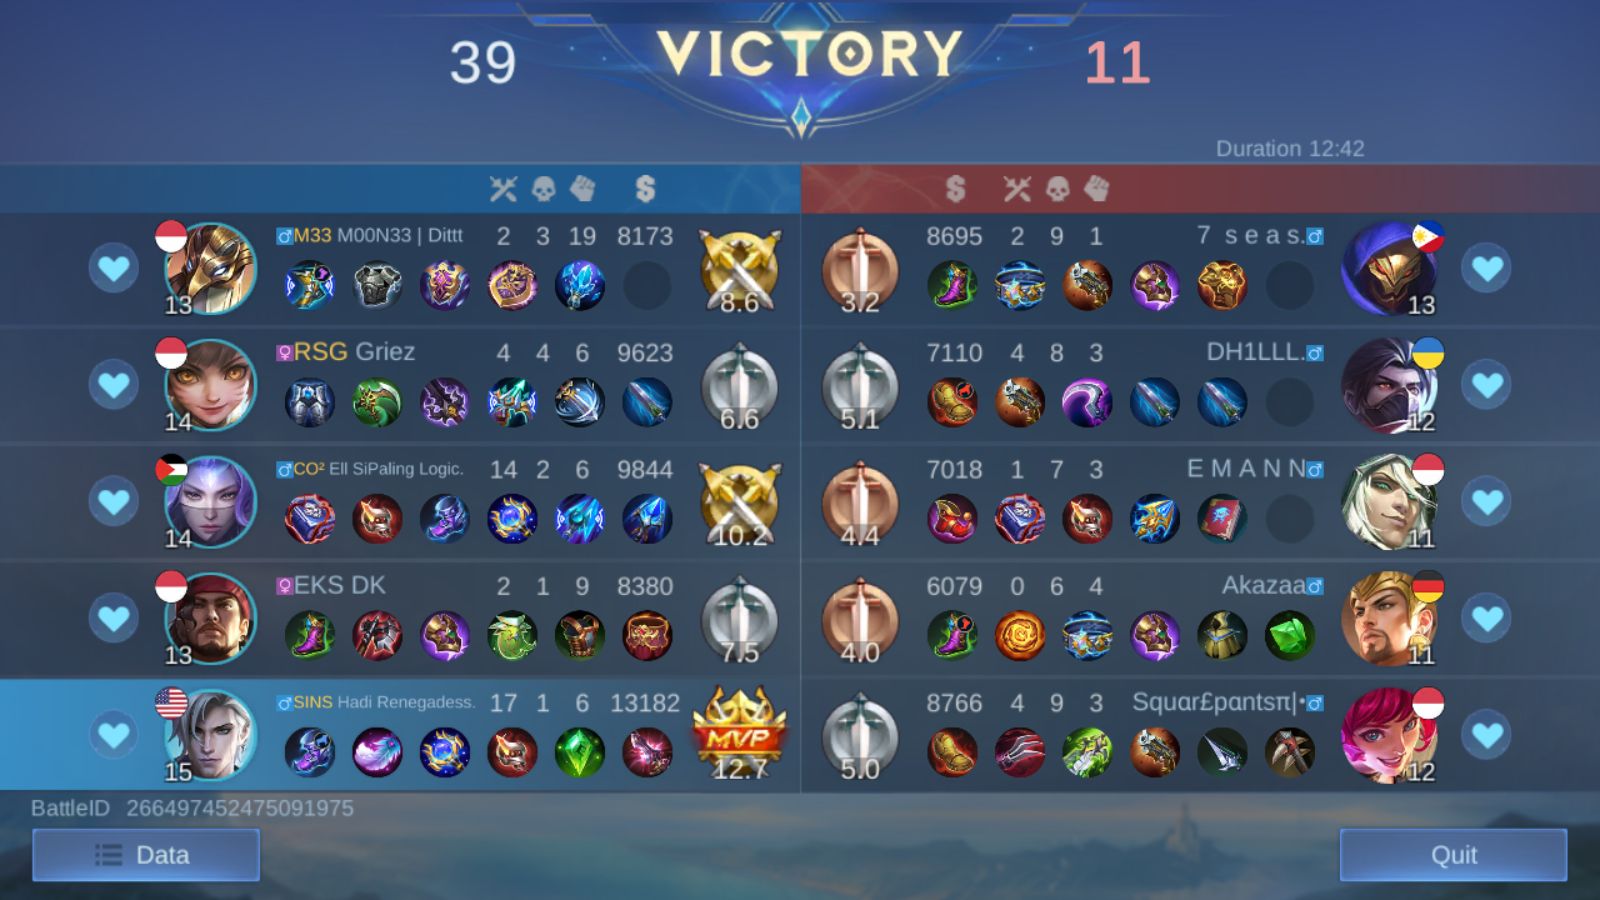 39 VICTORY 11
Duration 12:42
M33 M00N33 | Dittt 2 3 19 8173
13 8.6
8695 2 9 1 7 s e a s.
3.2 13
RSG Griez 4 4 6 9623
14 6.6
7110 4 8 3 DH1LLL.
5.1 12
CO² Ell SiPaling Logic. 14 2 6 9844
14 10.2
7018 1 7 3 E M A N N
4.4 11
EKS DK 2 1 9 8380
13 7.5
6079 0 6 4 Akazaa
4.0 11
SINS Hadi Renegadess. 17 1 6 13182
MVP
15 12.7
8766 4 9 3 Squαr£pαntsπ|•
5.0 12
BattleID 266497452475091975
Data
Quit